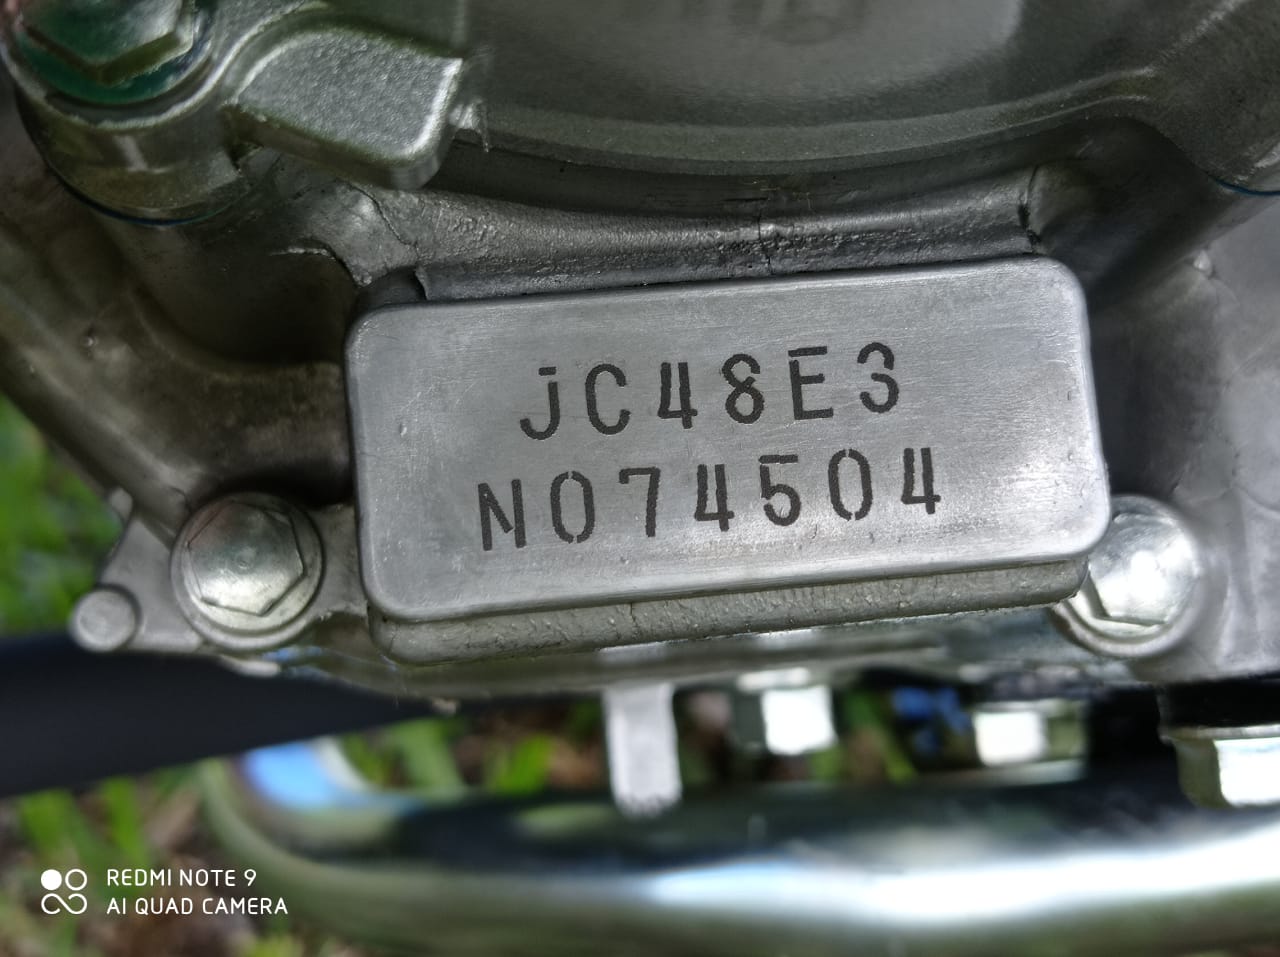 JC48E3
N074504
REDMI NOTE 9
AI QUAD CAMERA